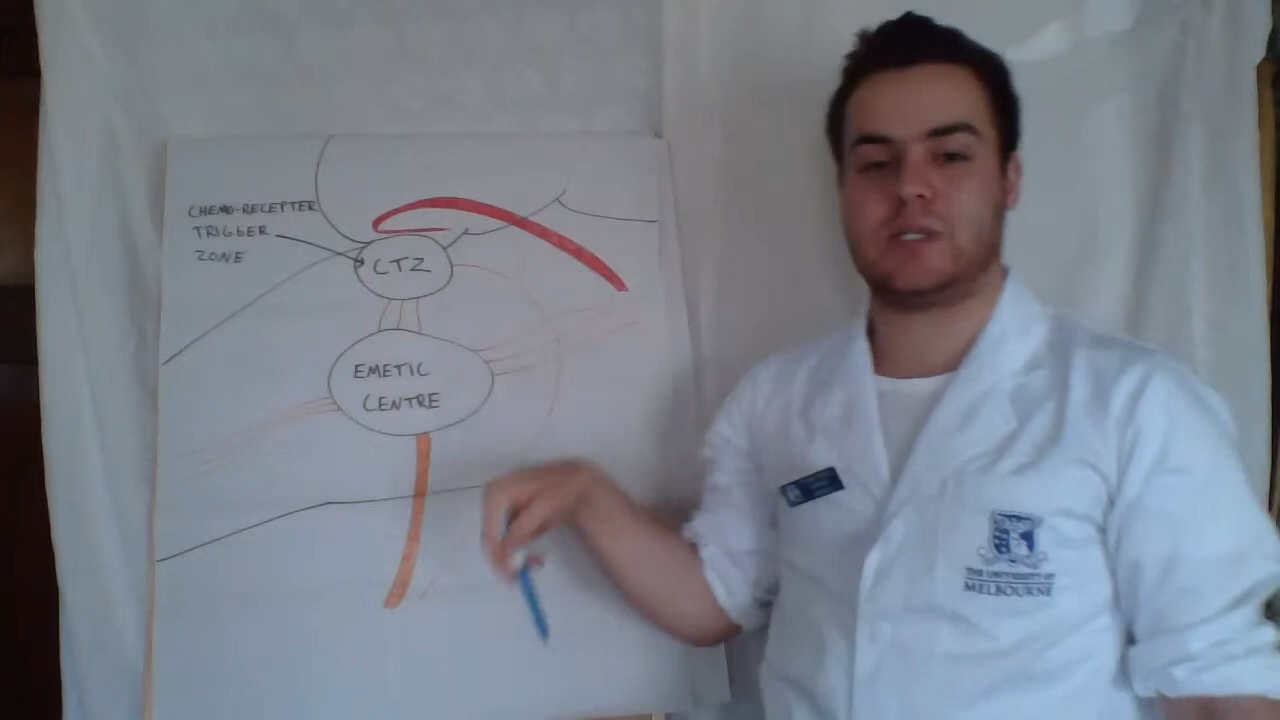 CHEMO-RECEPTER
TRIGGER
ZONE
CTZ
EMETIC
CENTRE
THE UNIVERSITY OF
MELBOURNE